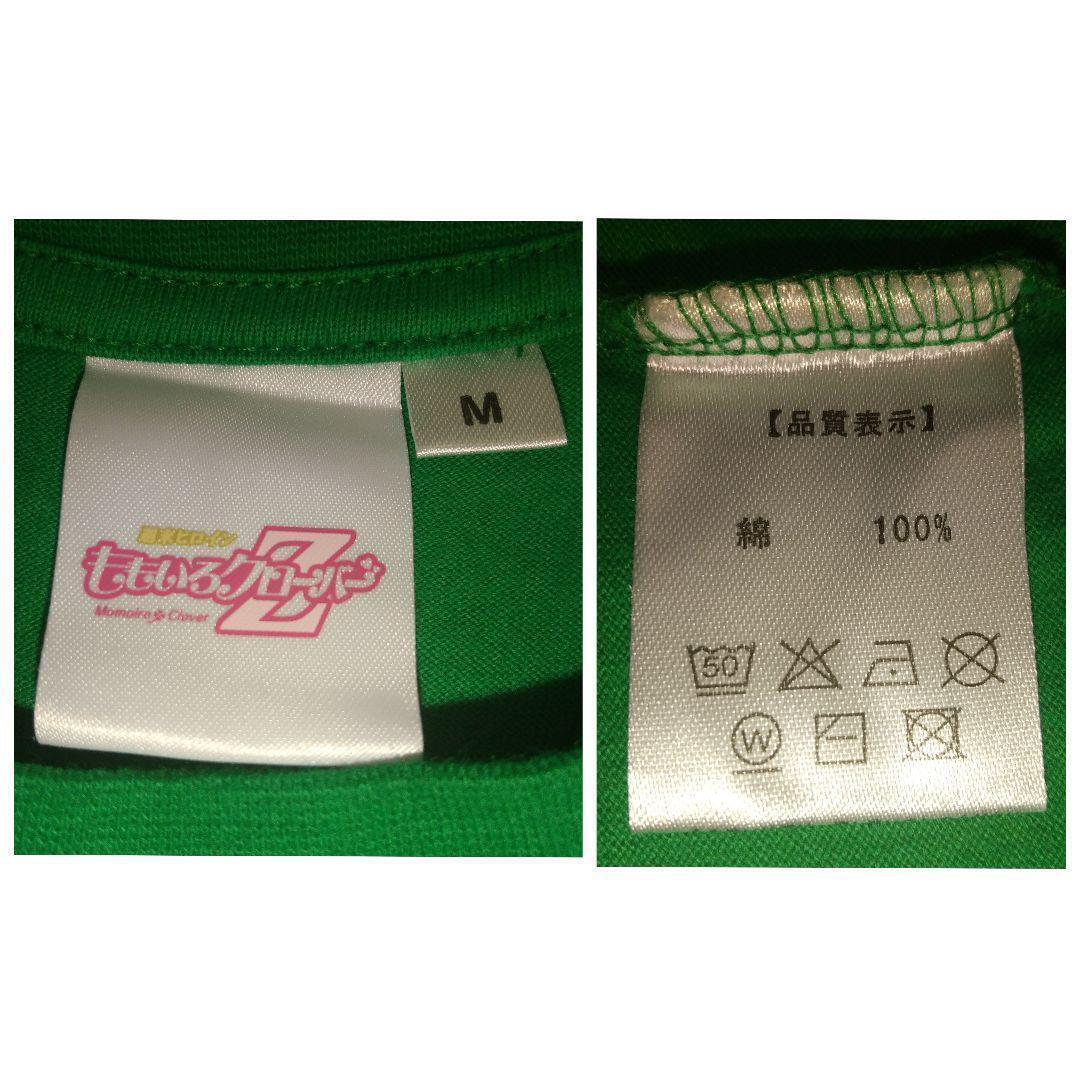 M
週末ヒロイン
ももいろクローバー
Z
Momoiro Clover
【品質表示】
綿 100%
50
W